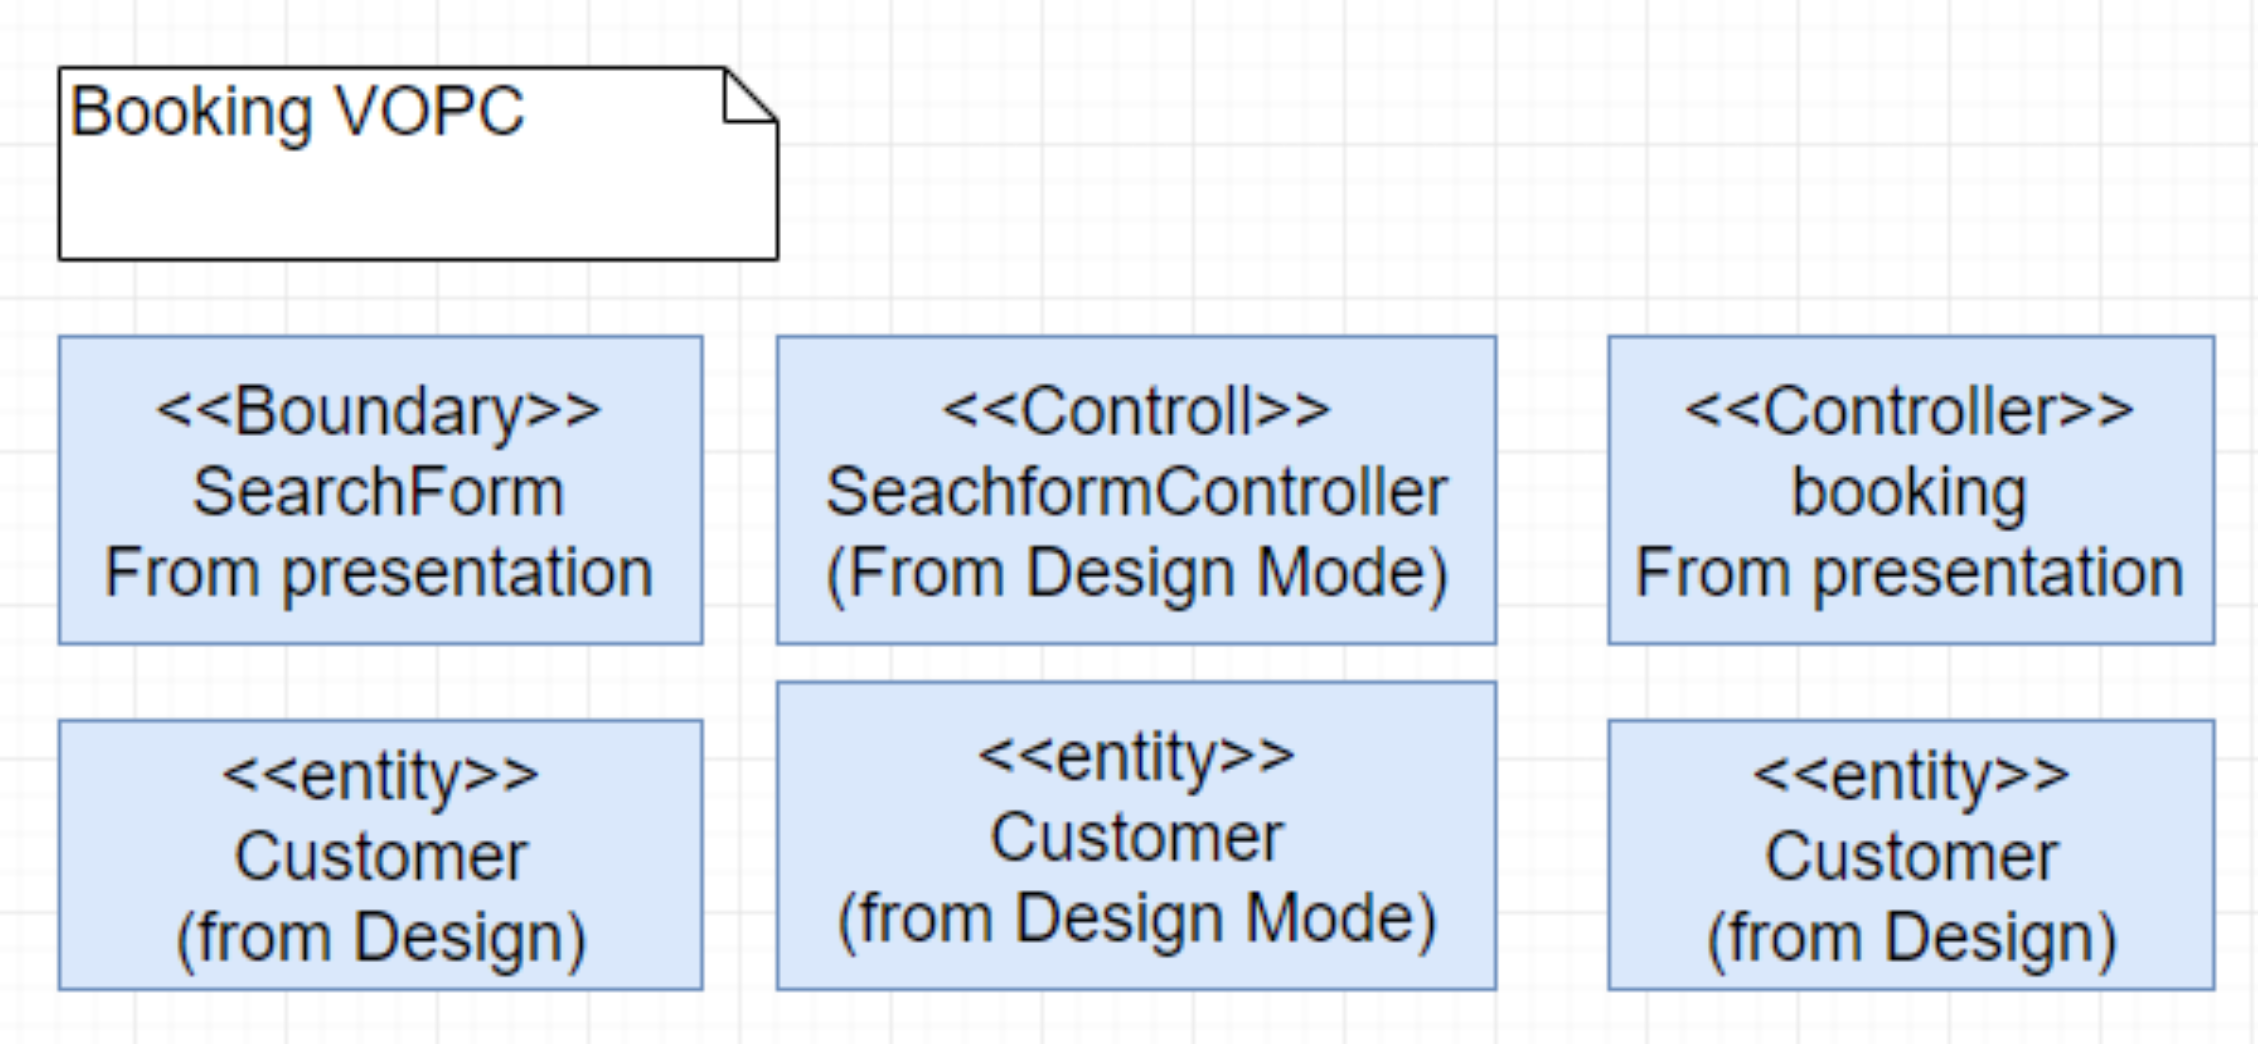 Booking VOPC
<<Boundary>>
SearchForm
From presentation
<<Controll>>
SeachformController
(From Design Mode)
<<Controller>>
booking
From presentation
<<entity>>
Customer
(from Design)
<<entity>>
Customer
(from Design Mode)
<<entity>>
Customer
(from Design)